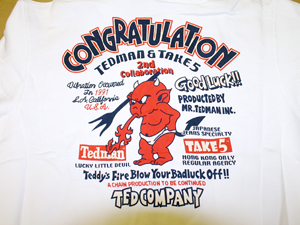 CONGRATULATION
TEDMAN & TAKE5
2nd
Collaboration
Good Luck!!
Vibration Occurred
In 1991
L.A. California
U.S.A.
PRODUCTED BY
MR. TEDMAN INC.
JAPANESE
JEANS SPECIALTY
Tedman
TAKE 5
LUCKY LITTLE DEVIL
HONG KONG ONLY
REGULAR AGENCY
Teddy's Fire Blow Your Badluck Off!!
A CHAIN PRODUCTION TO BE CONTINUED
TED COMPANY